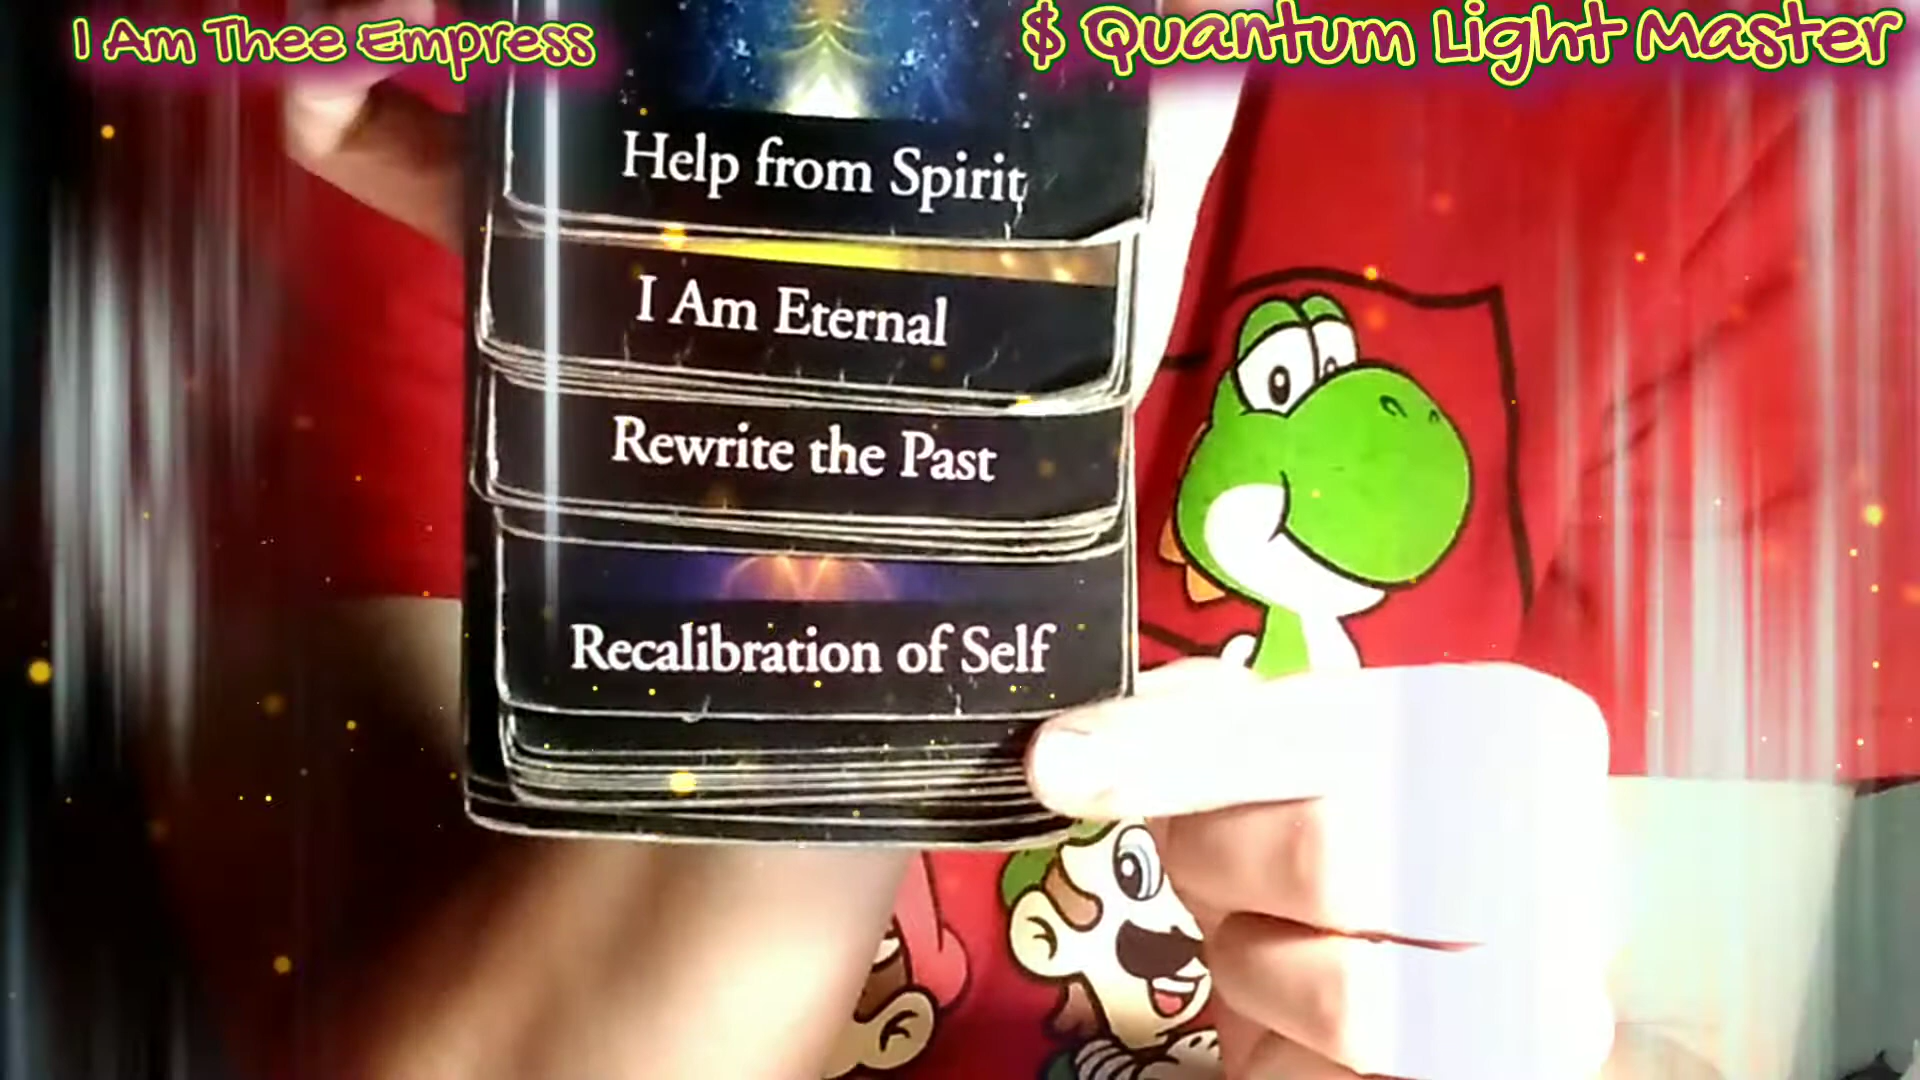 I Am Thee Empress
$ Quantum Light Master
Help from Spirit
I Am Eternal
Rewrite the Past
Recalibration of Self